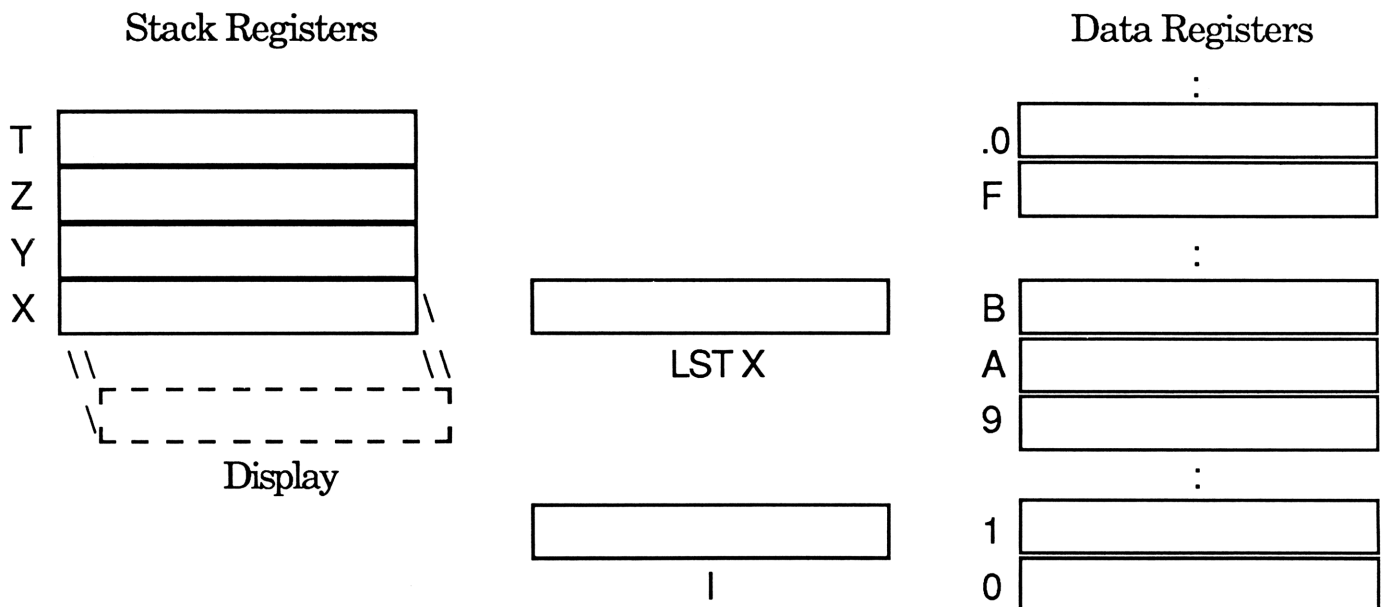 Stack Registers
T
Z
Y
X
Display
LST X
I
Data Registers
:
.0
F
:
B
A
9
:
1
0